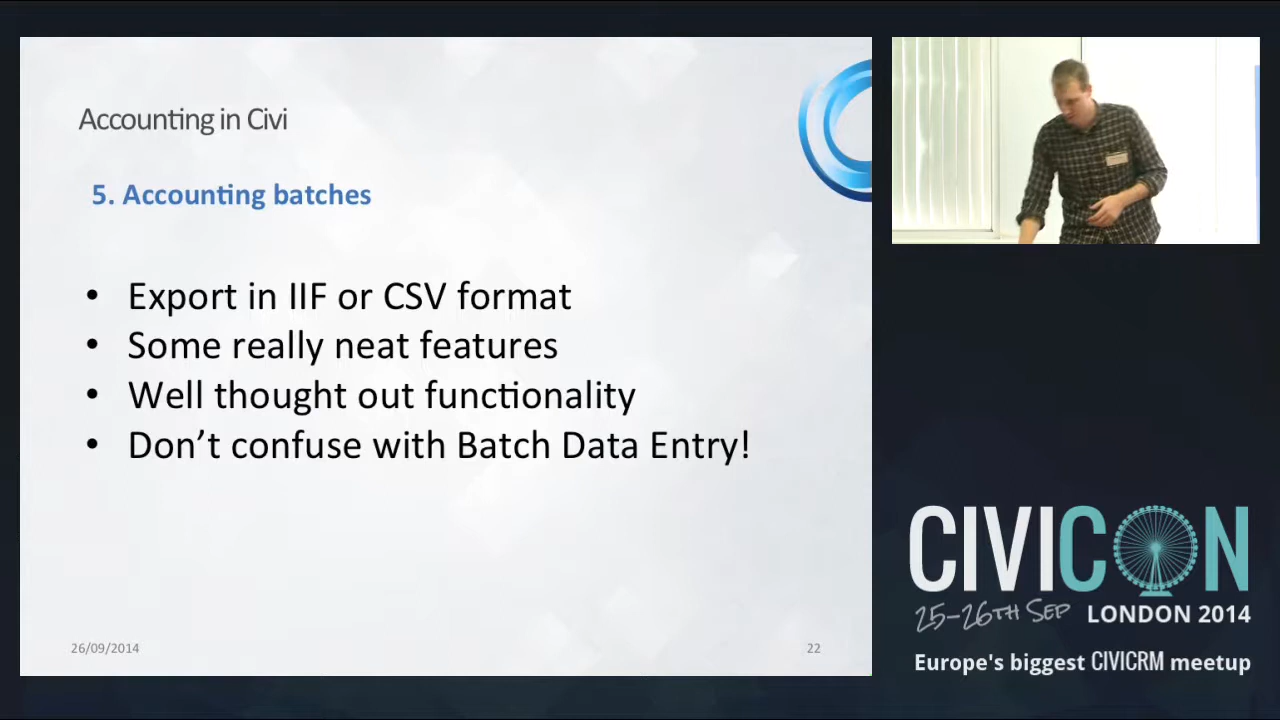 Accounting in Civi
5. Accounting batches
• Export in IIF or CSV format
• Some really neat features
• Well thought out functionality
• Don't confuse with Batch Data Entry!
26/09/2014
22
CIVICON
25-26TH SEP LONDON 2014
Europe's biggest CIVICRM meetup